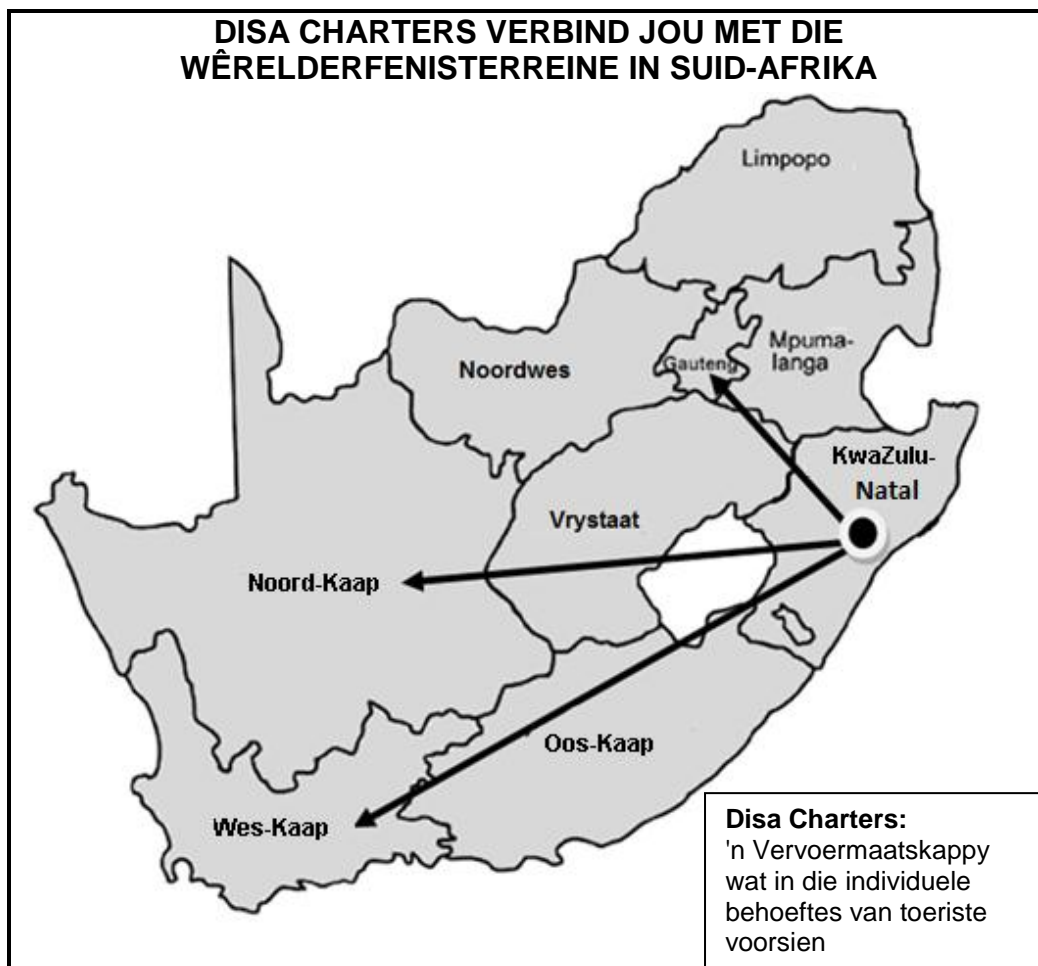 DISA CHARTERS VERBIND JOU MET DIE
WÊRELDERFENISTERREINE IN SUID-AFRIKA
Limpopo
Mpuma-
langa
Gauteng
Noordwes
KwaZulu-
Natal
Vrystaat
Noord-Kaap
Oos-Kaap
Wes-Kaap
Disa Charters:
'n Vervoermaatskappy
wat in die individuele
behoeftes van toeriste
voorsien